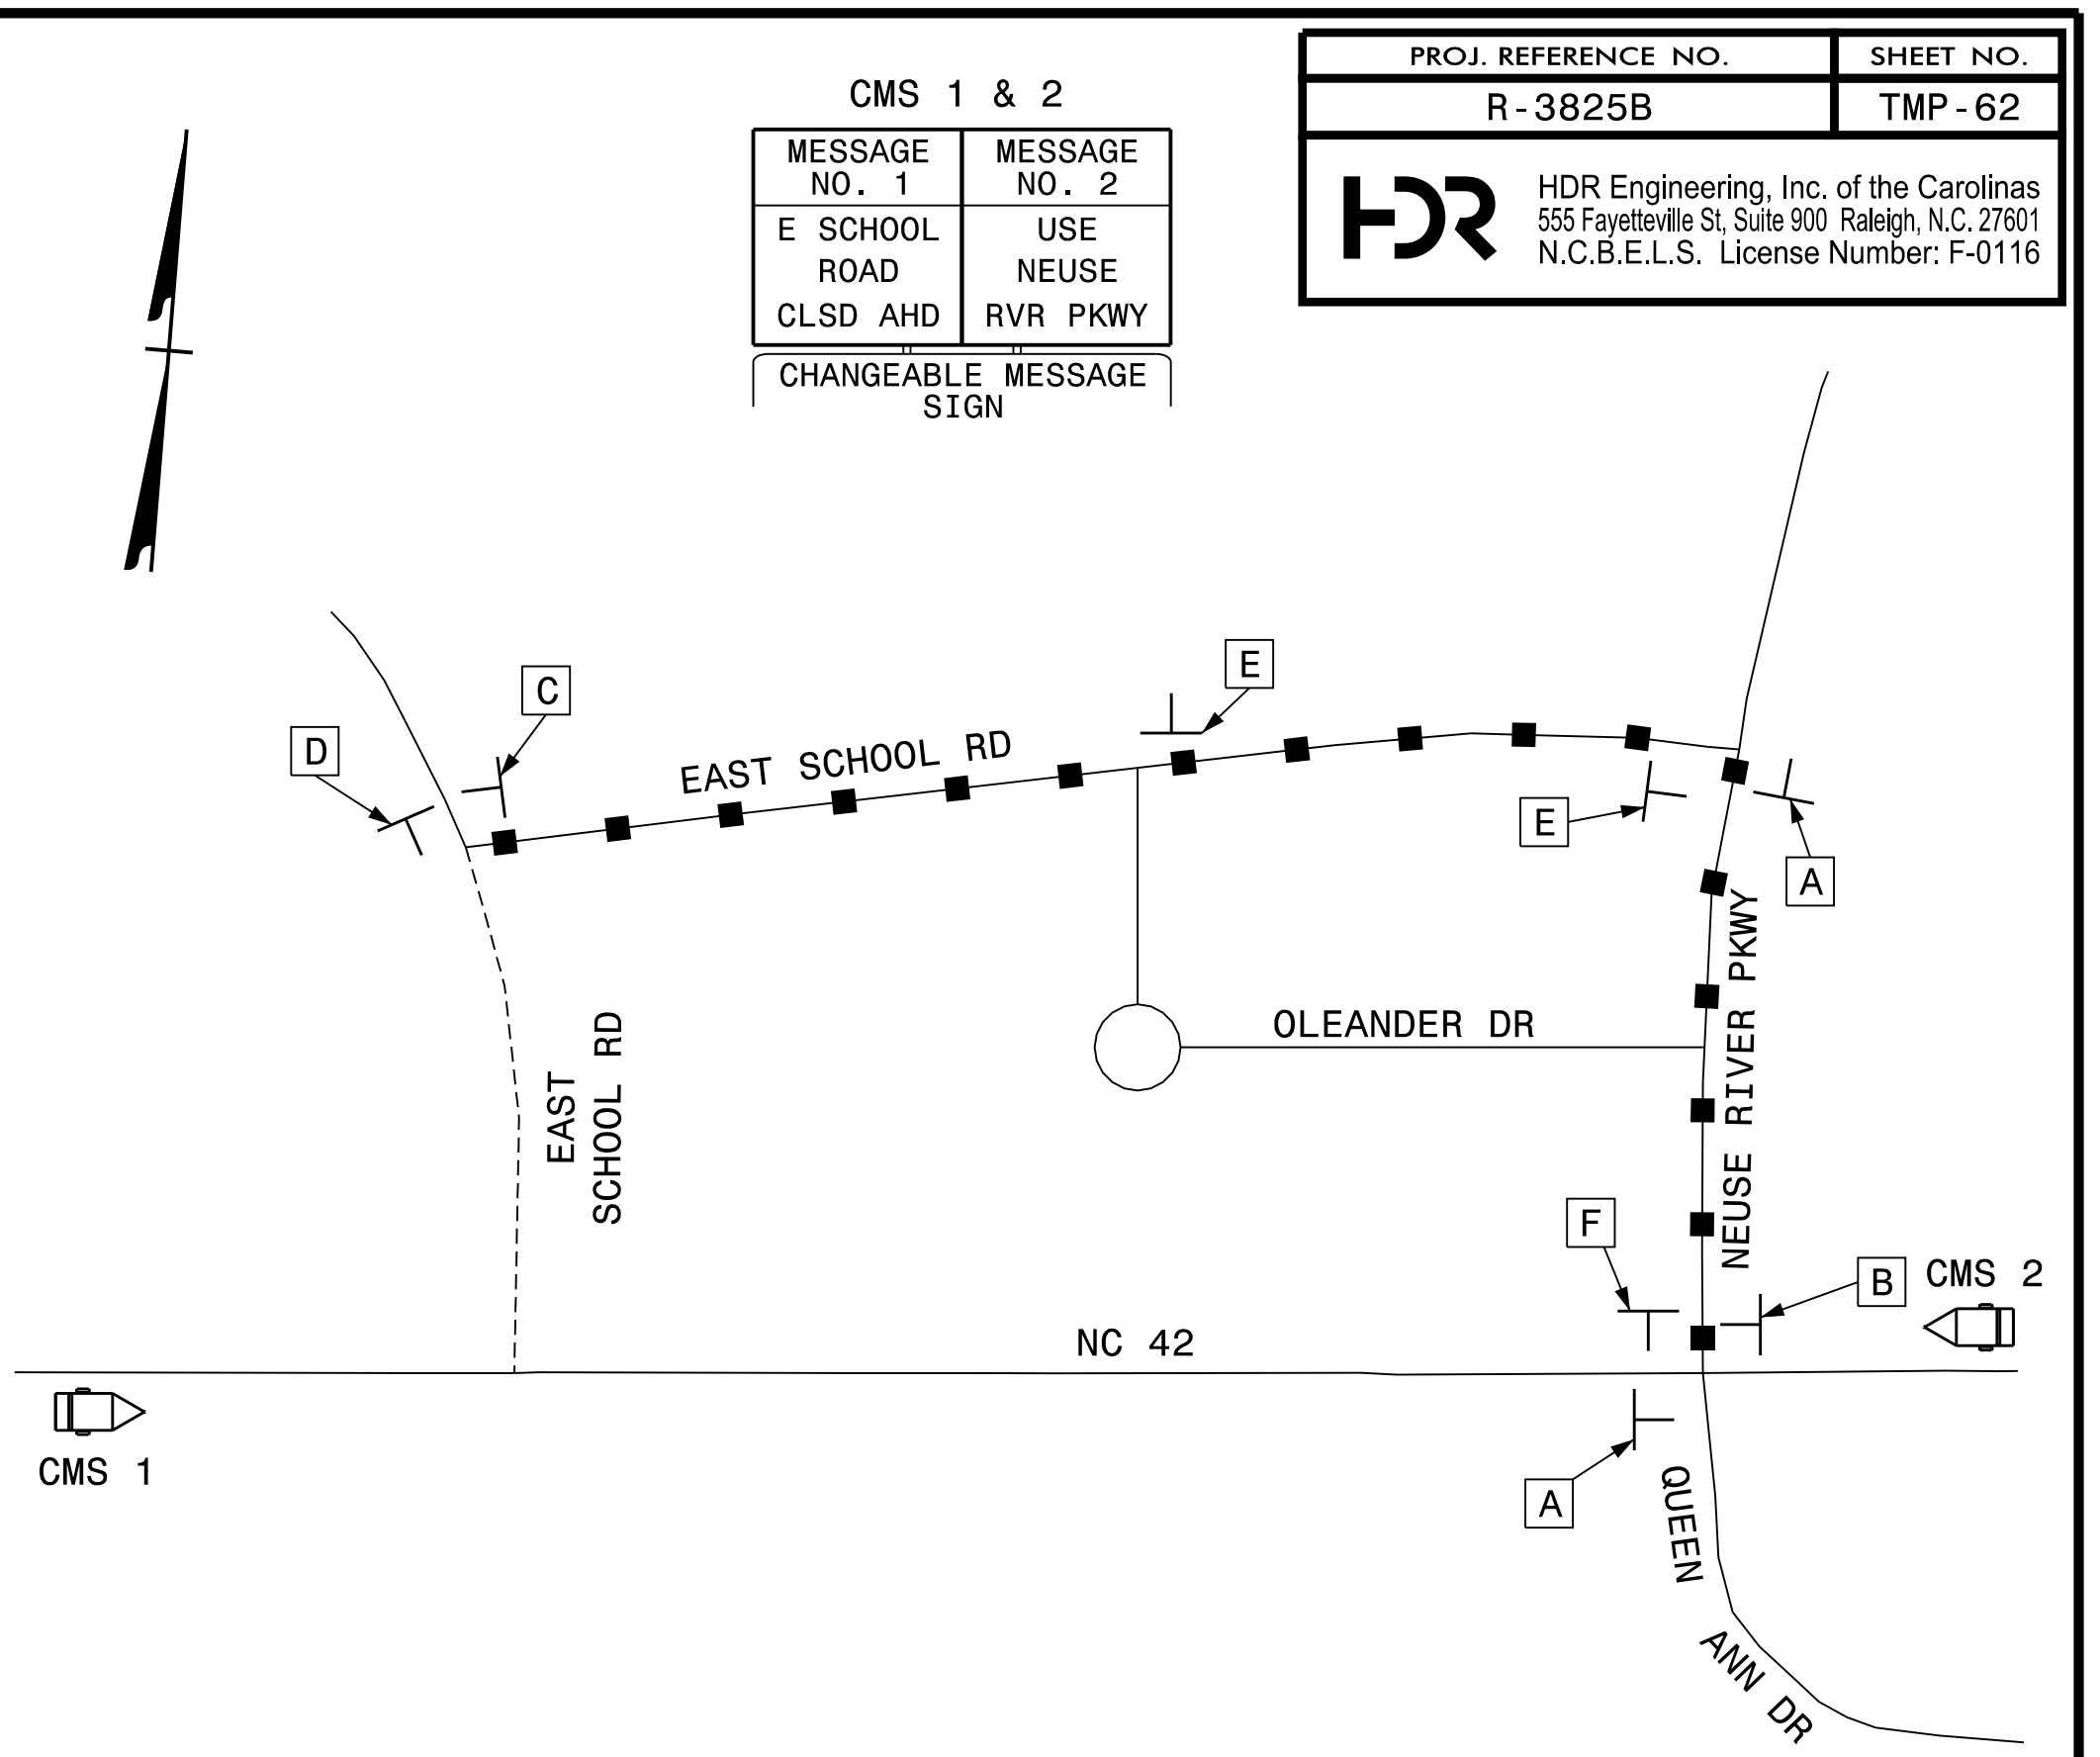 PROJ. REFERENCE NO.
SHEET NO.
R-3825B
TMP-62
HDR
HDR Engineering, Inc. of the Carolinas
555 Fayetteville St, Suite 900 Raleigh, N.C. 27601
N.C.B.E.L.S. License Number: F-0116
CMS 1 & 2
MESSAGE
NO. 1
MESSAGE
NO. 2
E SCHOOL
ROAD
CLSD AHD
USE
NEUSE
RVR PKWY
CHANGEABLE MESSAGE
SIGN
E
C
D
EAST SCHOOL RD
E
A
NEUSE RIVER PKWY
OLEANDER DR
EAST
SCHOOL RD
F
B
CMS 2
NC 42
CMS 1
A
QUEEN
ANN DR